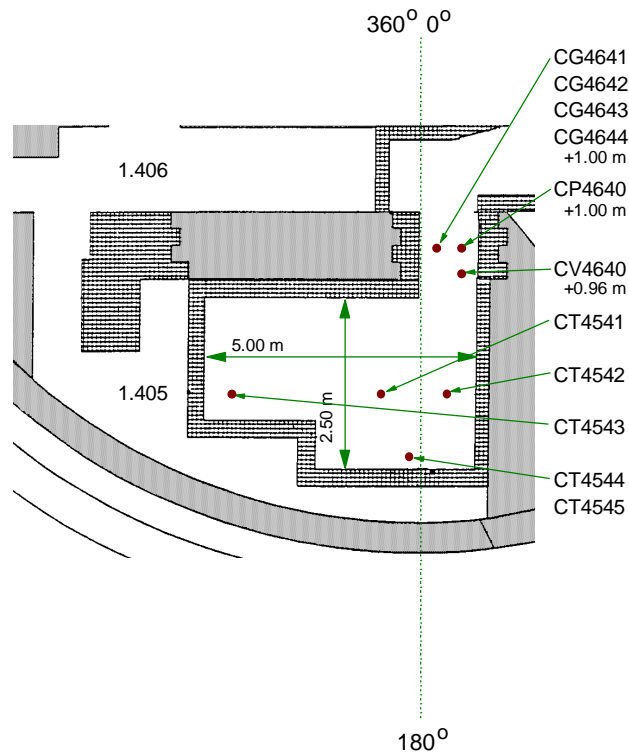 360° 0°
CG4641
CG4642
CG4643
CG4644
+1.00 m
1.406
CP4640
+1.00 m
CV4640
+0.96 m
CT4541
5.00 m
CT4542
1.405
2.50 m
CT4543
CT4544
CT4545
180°